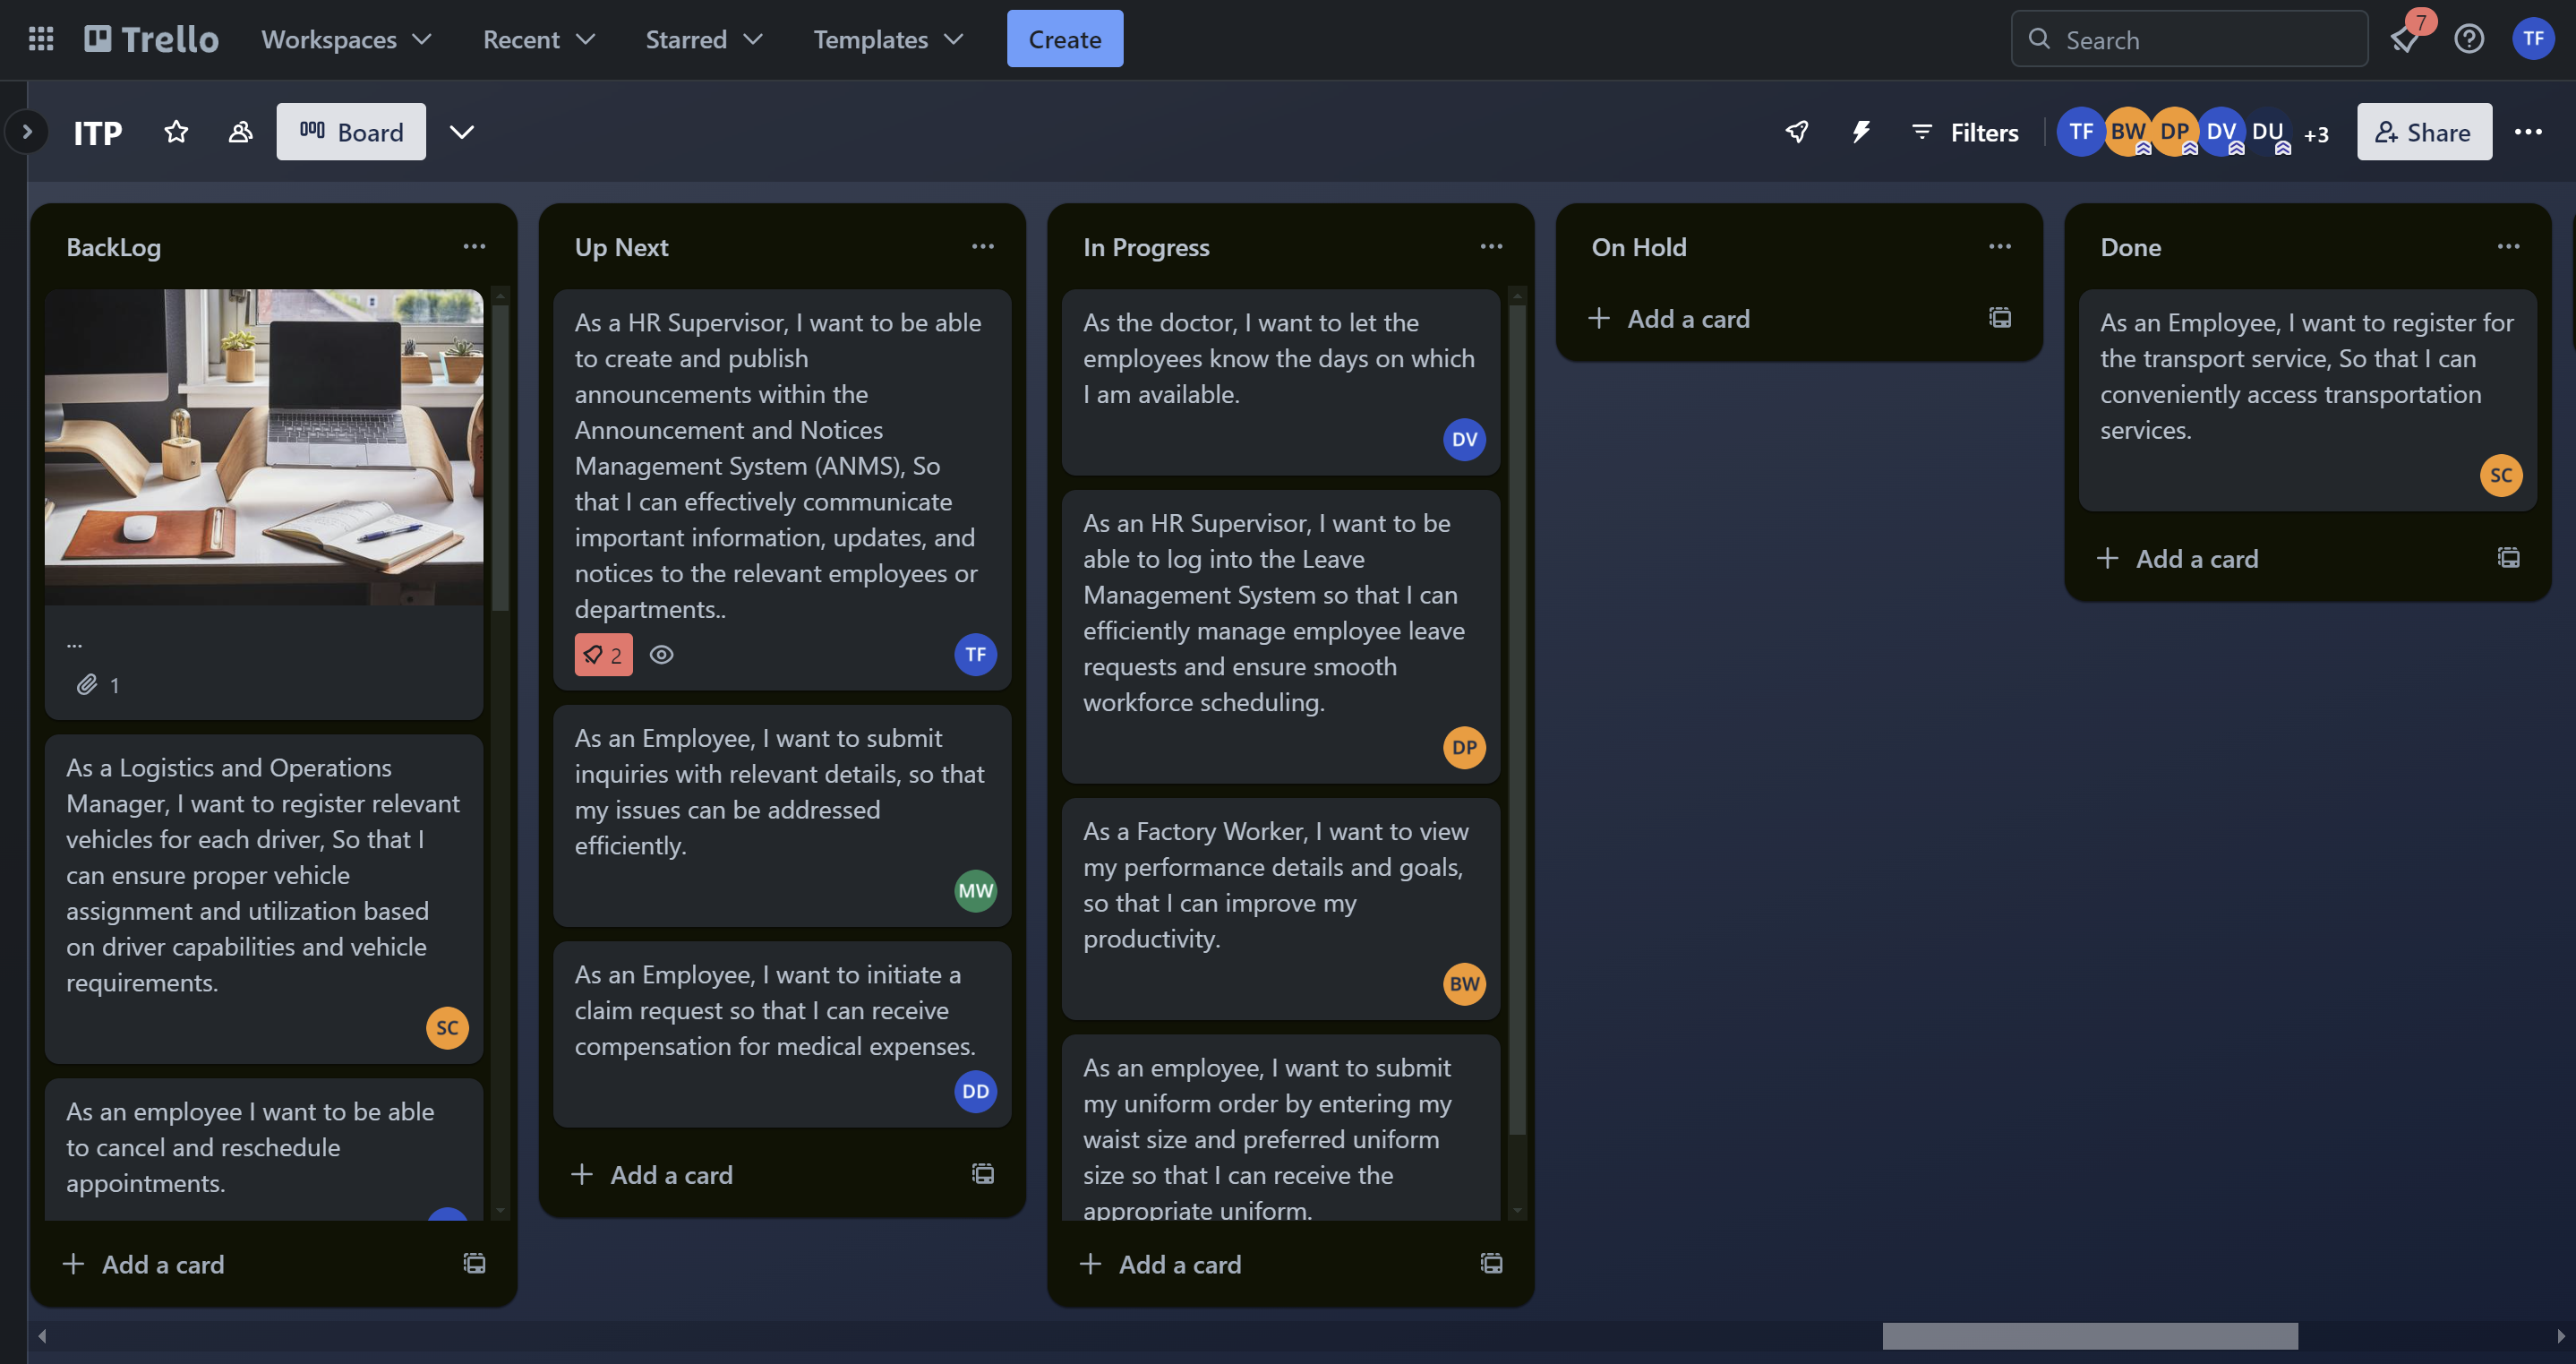 Trello
Workspaces
Recent
Starred
Templates
Create
Search
7
TF
ITP
Board
Filters
TF
BW
DP
DV
DU
+3
Share
BackLog
...
1
As a Logistics and Operations
Manager, I want to register relevant
vehicles for each driver, So that I
can ensure proper vehicle
assignment and utilization based
on driver capabilities and vehicle
requirements.
SC
As an employee I want to be able
to cancel and reschedule
appointments.
Add a card
Up Next
As a HR Supervisor, I want to be able
to create and publish
announcements within the
Announcement and Notices
Management System (ANMS), So
that I can effectively communicate
important information, updates, and
notices to the relevant employees or
departments..
2
TF
As an Employee, I want to submit
inquiries with relevant details, so that
my issues can be addressed
efficiently.
MW
As an Employee, I want to initiate a
claim request so that I can receive
compensation for medical expenses.
DD
Add a card
In Progress
As the doctor, I want to let the
employees know the days on which
I am available.
DV
As an HR Supervisor, I want to be
able to log into the Leave
Management System so that I can
efficiently manage employee leave
requests and ensure smooth
workforce scheduling.
DP
As a Factory Worker, I want to view
my performance details and goals,
so that I can improve my
productivity.
BW
As an employee, I want to submit
my uniform order by entering my
waist size and preferred uniform
size so that I can receive the
appropriate uniform.
Add a card
On Hold
Add a card
Done
As an Employee, I want to register for
the transport service, So that I can
conveniently access transportation
services.
SC
Add a card